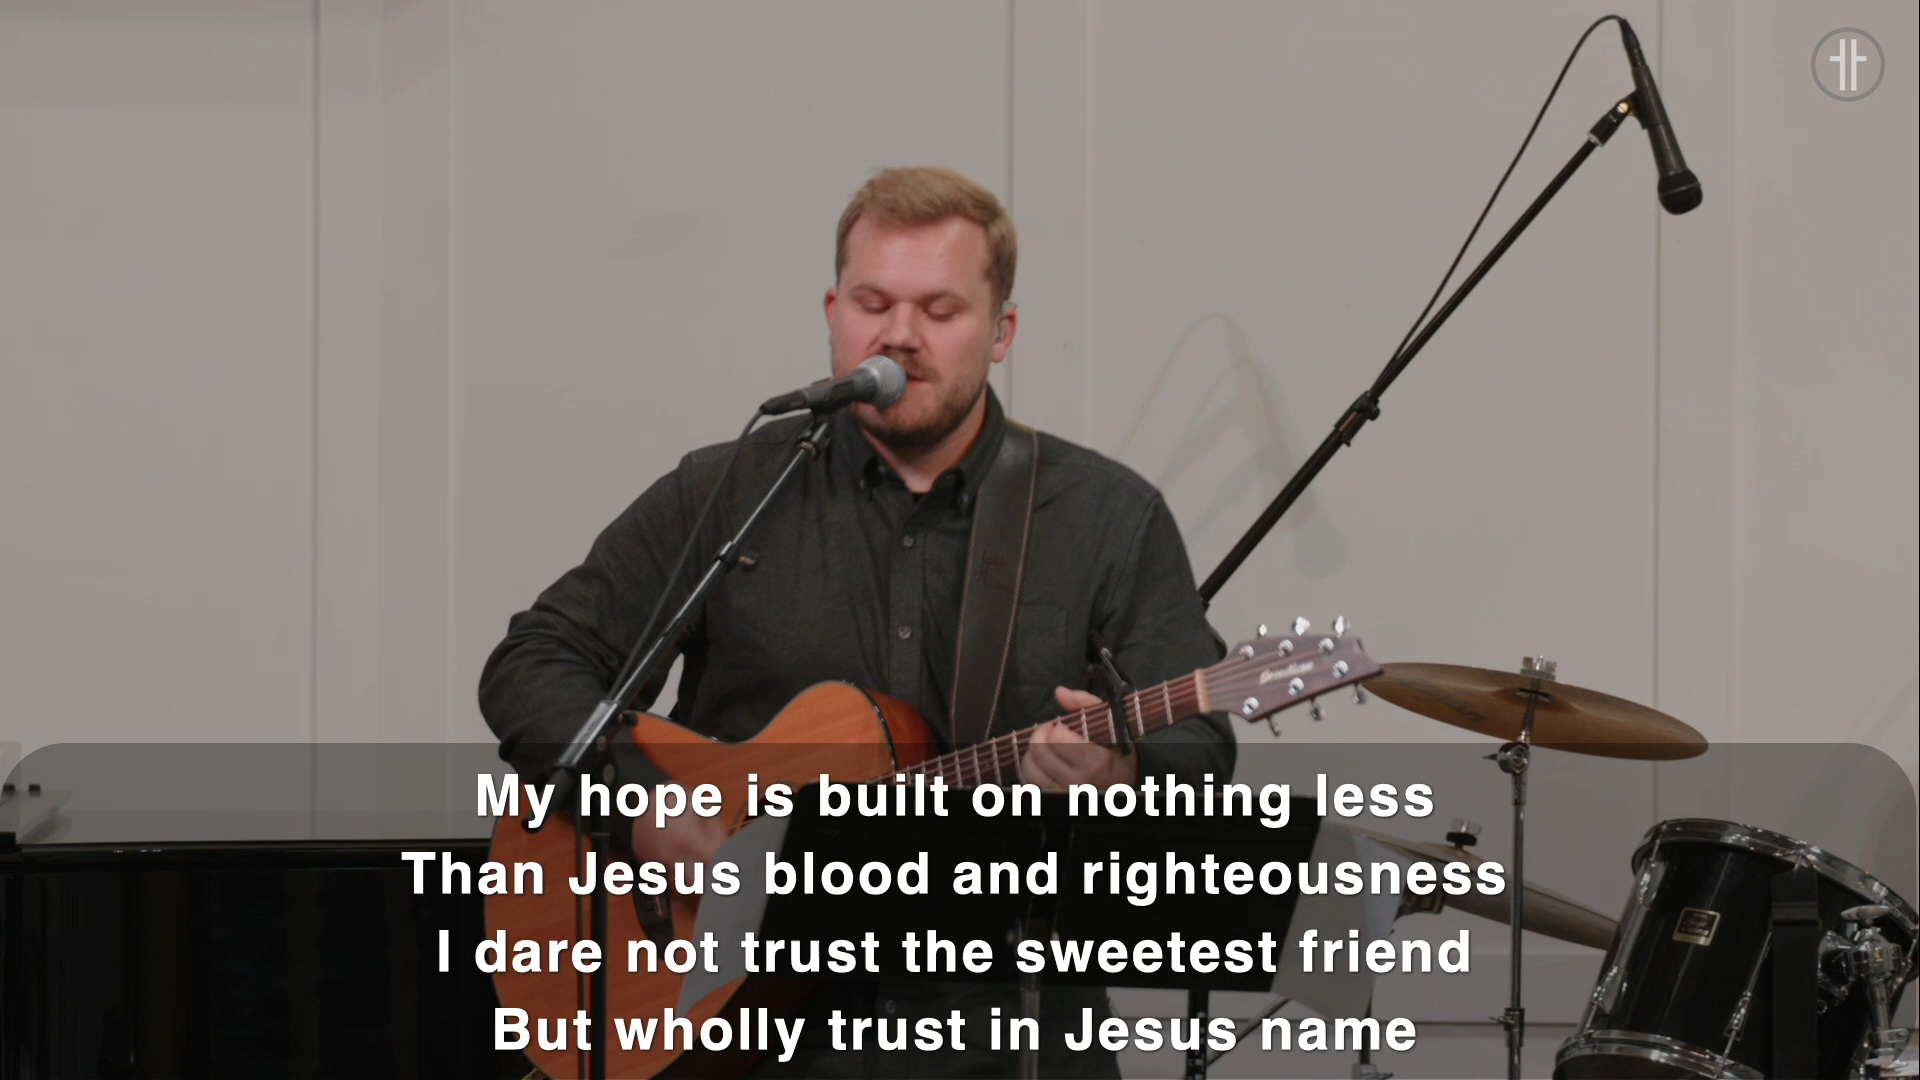 My hope is built on nothing less
Than Jesus blood and righteousness
I dare not trust the sweetest friend
But wholly trust in Jesus name